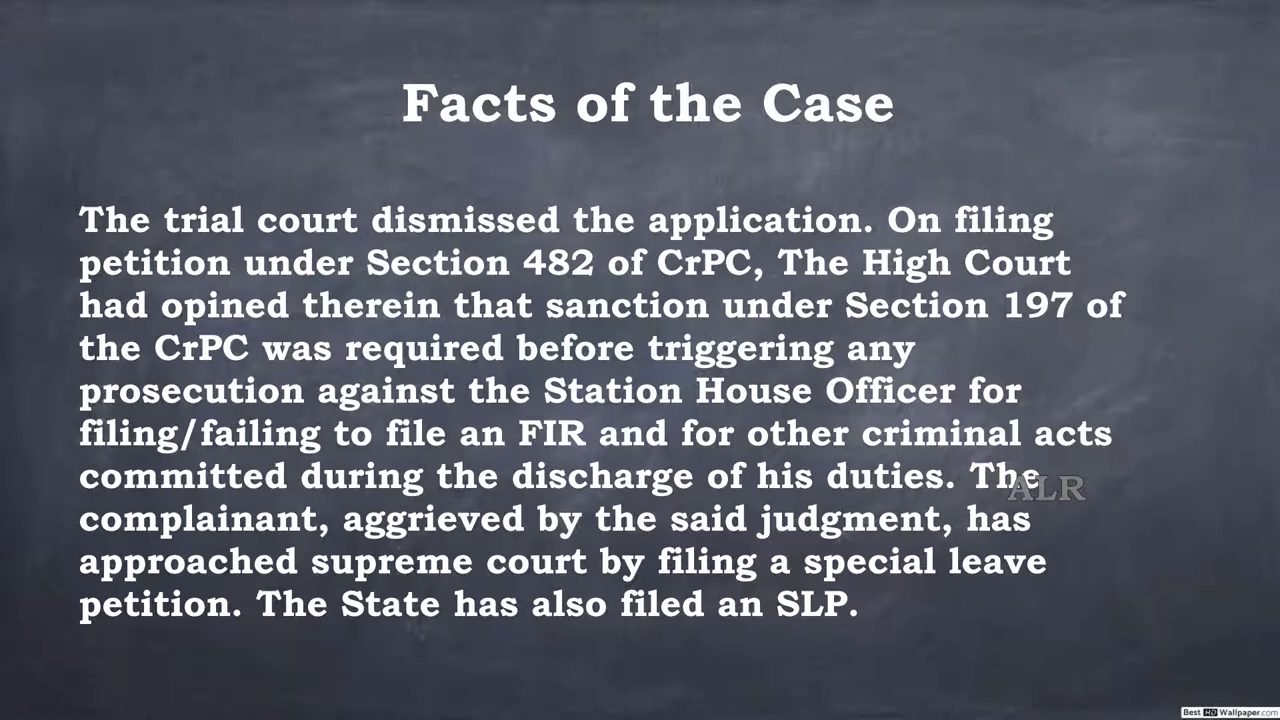 Facts of the Case
The trial court dismissed the application. On filing
petition under Section 482 of CrPC, The High Court
had opined therein that sanction under Section 197 of
the CrPC was required before triggering any
prosecution against the Station House Officer for
filing/failing to file an FIR and for other criminal acts
committed during the discharge of his duties. The
ALR
complainant, aggrieved by the said judgment, has
approached supreme court by filing a special leave
petition. The State has also filed an SLP.
Best HD Wallpaper.com